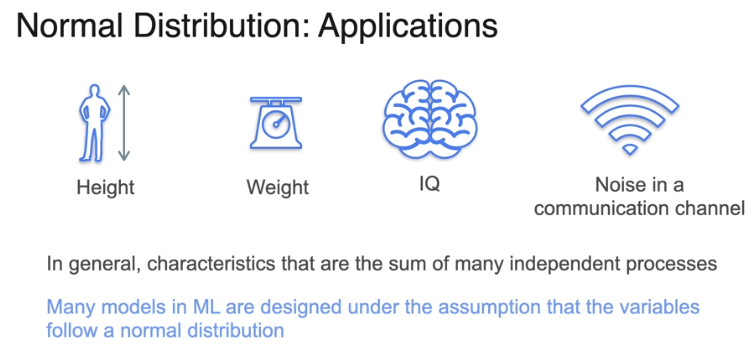 Normal Distribution: Applications
Height
Weight
IQ
Noise in a
communication channel
In general, characteristics that are the sum of many independent processes
Many models in ML are designed under the assumption that the variables
follow a normal distribution